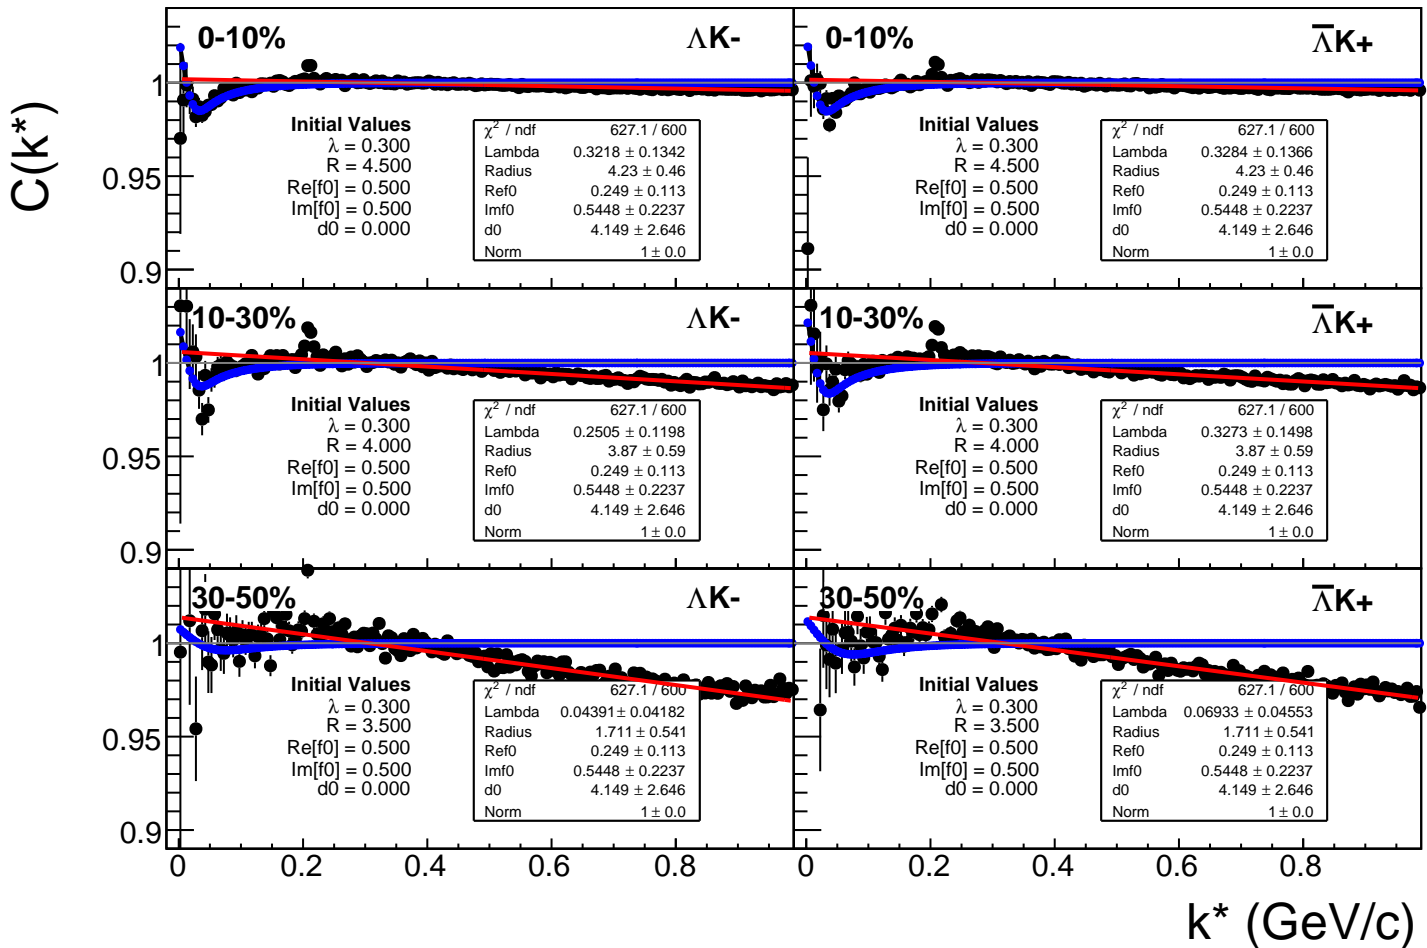 C(k*)
0-10%
ΛK-
1
0.95
0.9
Initial Values
λ = 0.300
R = 4.500
Re[f0] = 0.500
Im[f0] = 0.500
d0 = 0.000
χ² / ndf 627.1 / 600
Lambda 0.3218 ± 0.1342
Radius 4.23 ± 0.46
Ref0 0.249 ± 0.113
Imf0 0.5448 ± 0.2237
d0 4.149 ± 2.646
Norm 1 ± 0.0
0-10%
Λ̅K+
Initial Values
λ = 0.300
R = 4.500
Re[f0] = 0.500
Im[f0] = 0.500
d0 = 0.000
χ² / ndf 627.1 / 600
Lambda 0.3284 ± 0.1366
Radius 4.23 ± 0.46
Ref0 0.249 ± 0.113
Imf0 0.5448 ± 0.2237
d0 4.149 ± 2.646
Norm 1 ± 0.0
10-30%
ΛK-
1
0.95
0.9
Initial Values
λ = 0.300
R = 4.000
Re[f0] = 0.500
Im[f0] = 0.500
d0 = 0.000
χ² / ndf 627.1 / 600
Lambda 0.2505 ± 0.1198
Radius 3.87 ± 0.59
Ref0 0.249 ± 0.113
Imf0 0.5448 ± 0.2237
d0 4.149 ± 2.646
Norm 1 ± 0.0
10-30%
Λ̅K+
Initial Values
λ = 0.300
R = 4.000
Re[f0] = 0.500
Im[f0] = 0.500
d0 = 0.000
χ² / ndf 627.1 / 600
Lambda 0.3273 ± 0.1498
Radius 3.87 ± 0.59
Ref0 0.249 ± 0.113
Imf0 0.5448 ± 0.2237
d0 4.149 ± 2.646
Norm 1 ± 0.0
30-50%
ΛK-
1
0.95
0.9
Initial Values
λ = 0.300
R = 3.500
Re[f0] = 0.500
Im[f0] = 0.500
d0 = 0.000
χ² / ndf 627.1 / 600
Lambda 0.04391 ± 0.04182
Radius 1.711 ± 0.541
Ref0 0.249 ± 0.113
Imf0 0.5448 ± 0.2237
d0 4.149 ± 2.646
Norm 1 ± 0.0
30-50%
Λ̅K+
Initial Values
λ = 0.300
R = 3.500
Re[f0] = 0.500
Im[f0] = 0.500
d0 = 0.000
χ² / ndf 627.1 / 600
Lambda 0.06933 ± 0.04553
Radius 1.711 ± 0.541
Ref0 0.249 ± 0.113
Imf0 0.5448 ± 0.2237
d0 4.149 ± 2.646
Norm 1 ± 0.0
0 0.2 0.4 0.6 0.8 0 0.2 0.4 0.6 0.8
k* (GeV/c)